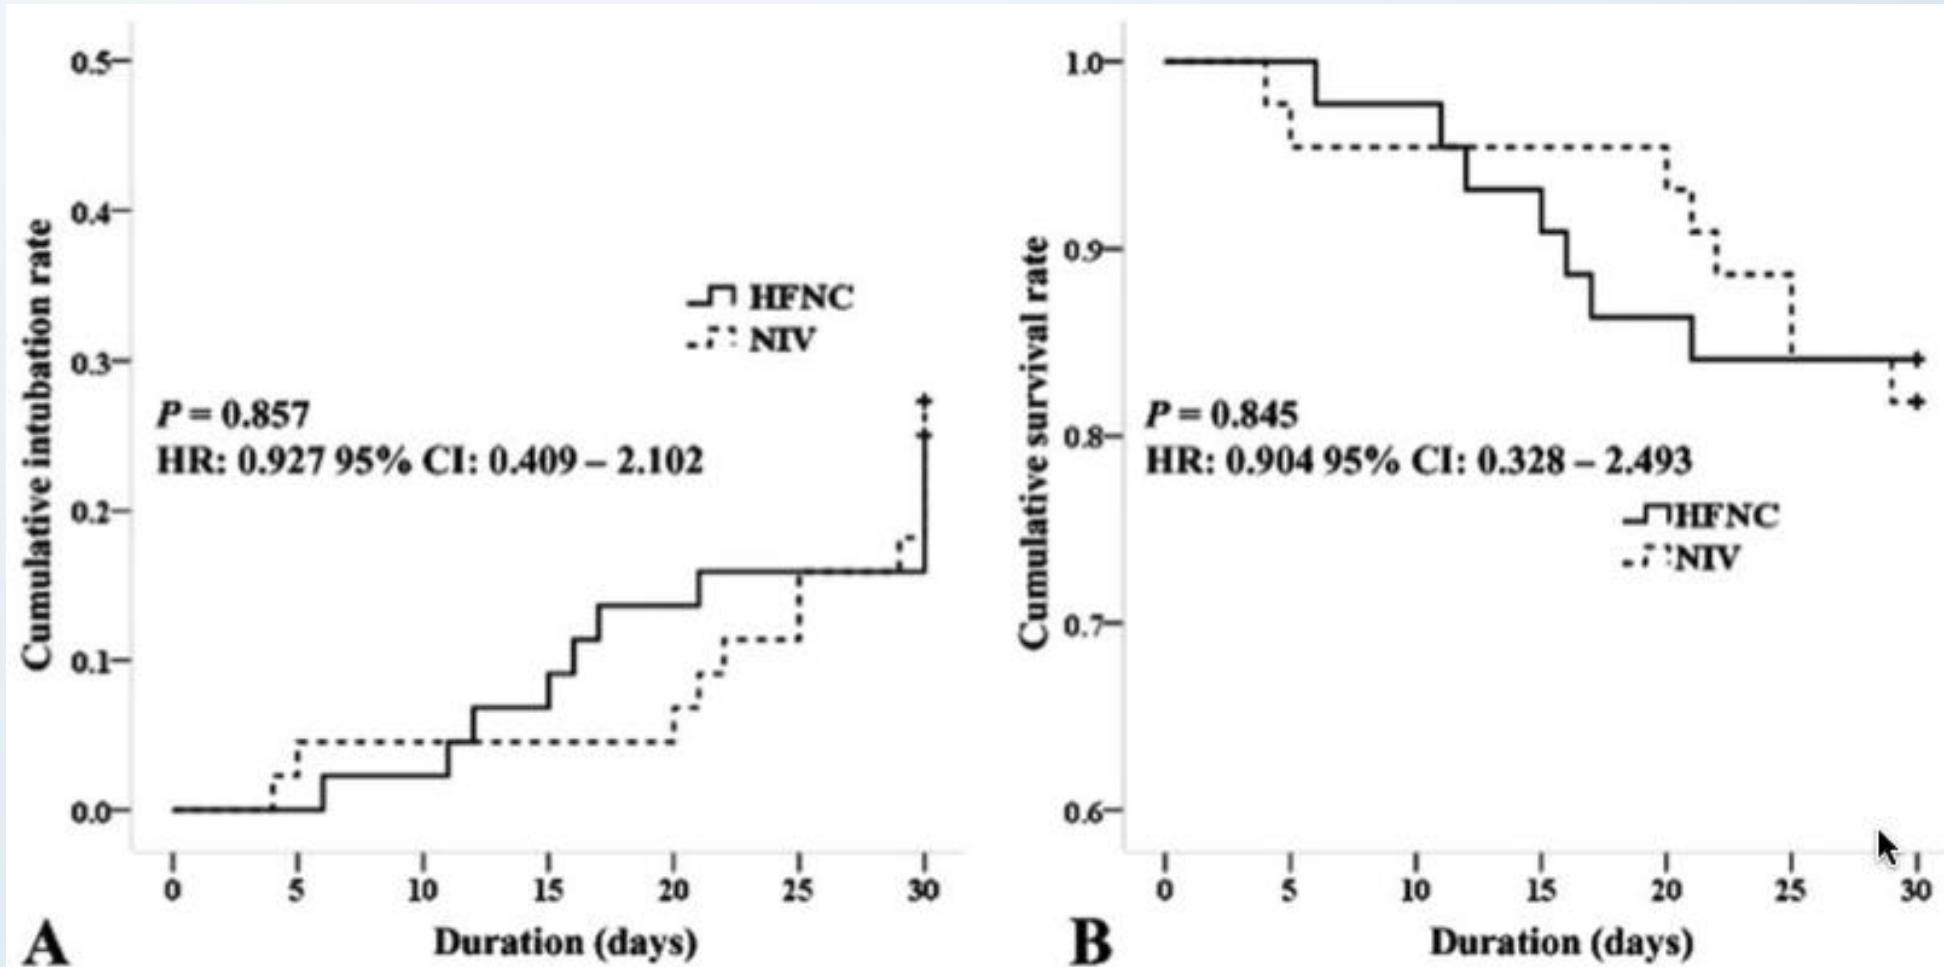 Cumulative intubation rate
0.5
0.4
0.3
0.2
0.1
0.0
HFNC
NIV
P = 0.857
HR: 0.927 95% CI: 0.409 – 2.102
0 5 10 15 20 25 30
Duration (days)
A
Cumulative survival rate
1.0
0.9
0.8
0.7
0.6
P = 0.845
HR: 0.904 95% CI: 0.328 – 2.493
HFNC
NIV
0 5 10 15 20 25 30
Duration (days)
B